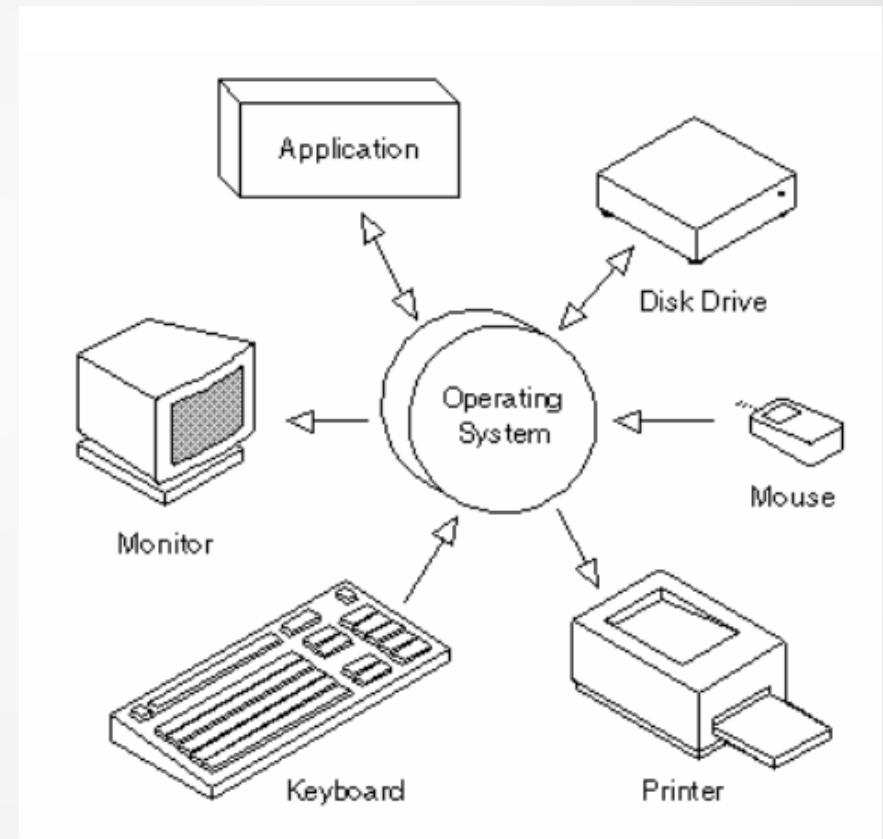 Application
Disk Drive
Operating
System
Mouse
Monitor
Keyboard
Printer